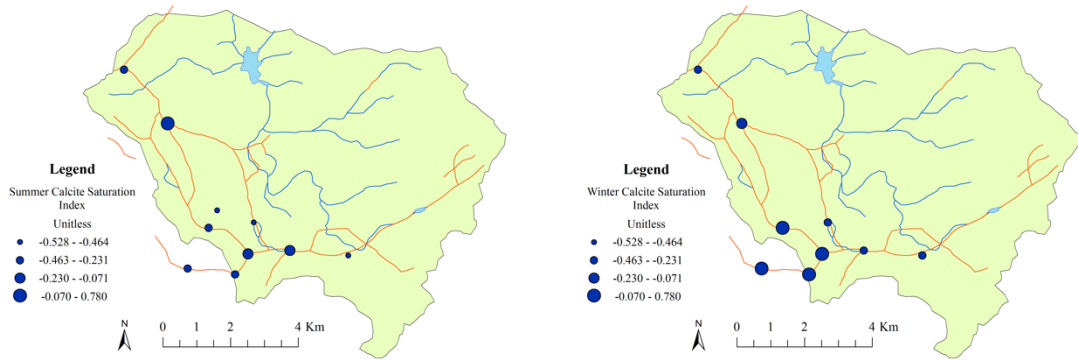 Legend
Summer Calcite Saturation
Index
Unitless
-0.528 - -0.464
-0.463 - -0.231
-0.230 - -0.071
-0.070 - 0.780
N
0 1 2 4 Km
Legend
Winter Calcite Saturation
Index
Unitless
-0.528 - -0.464
-0.463 - -0.231
-0.230 - -0.071
-0.070 - 0.780
N
0 1 2 4 Km